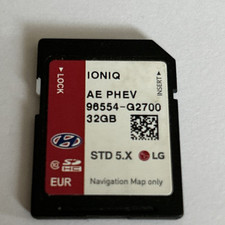 LOCK
IONIQ
INSERT
AE PHEV
96554-G2700
32GB
STD 5.X LG
EUR
Navigation Map only